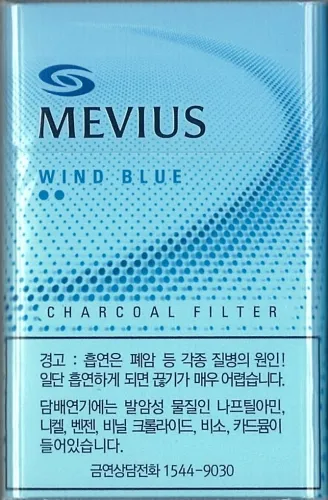 MEVIUS
WIND BLUE
CHARCOAL FILTER
경고 : 흡연은 폐암 등 각종 질병의 원인!
일단 흡연하게 되면 끊기가 매우 어렵습니다.
담배연기에는 발암성 물질인 나프틸아민,
니켈, 벤젠, 비닐 크롤라이드, 비소, 카드뮴이
들어있습니다.
금연상담전화 1544-9030